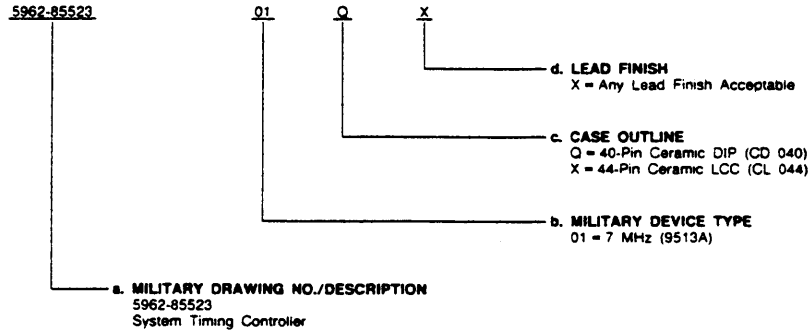 5962-85523 01 Q X
d. LEAD FINISH
X = Any Lead Finish Acceptable
c. CASE OUTLINE
Q = 40-Pin Ceramic DIP (CD 040)
X = 44-Pin Ceramic LCC (CL 044)
b. MILITARY DEVICE TYPE
01 = 7 MHz (9513A)
a. MILITARY DRAWING NO./DESCRIPTION
5962-85523
System Timing Controller